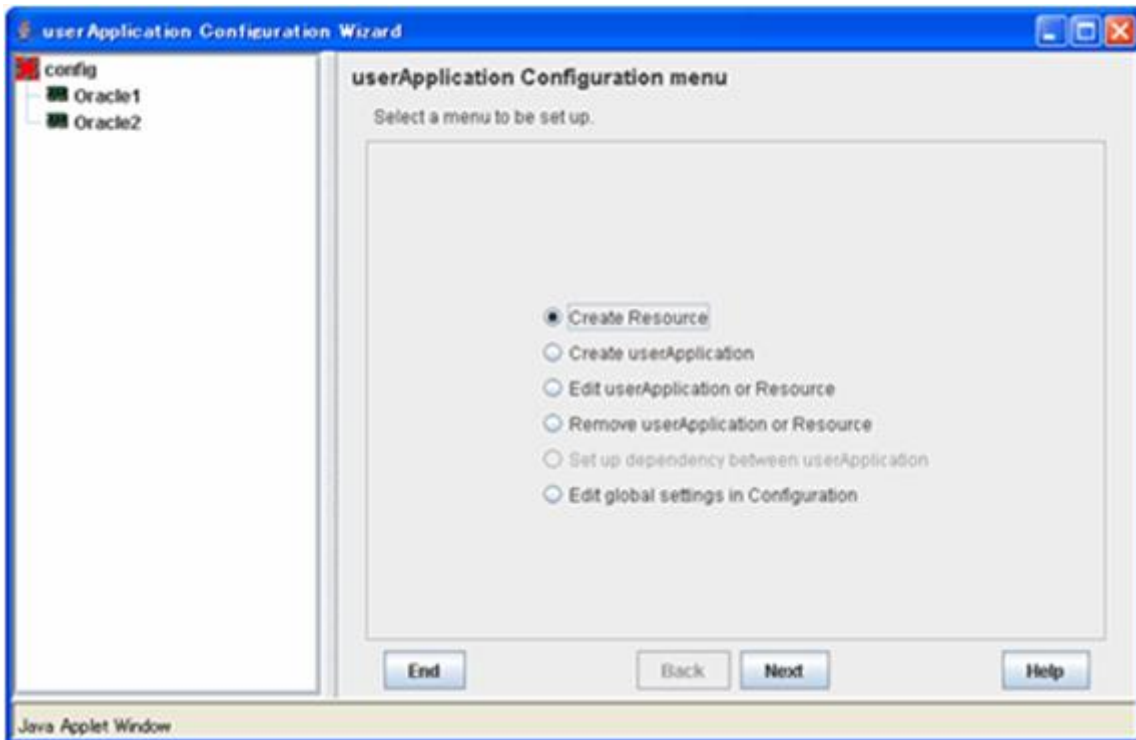 userApplication Configuration Wizard
config
Oracle1
Oracle2
userApplication Configuration menu
Select a menu to be set up.
Create Resource
Create userApplication
Edit userApplication or Resource
Remove userApplication or Resource
Set up dependency between userApplication
Edit global settings in Configuration
End
Back
Next
Help
Java Applet Window